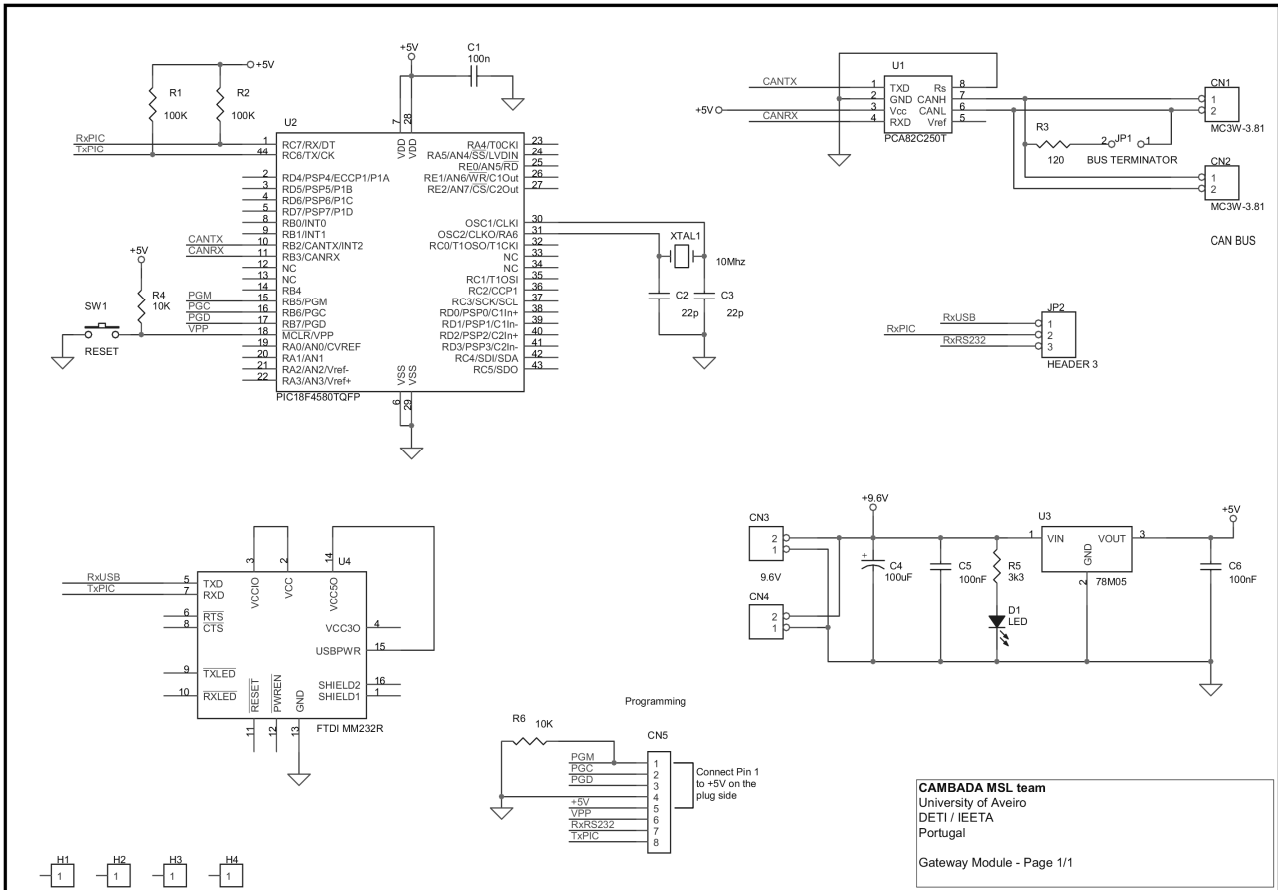 +5V
R1
100K
R2
100K
RxPIC
TxPIC
U2
+5V
C1
100n
7
VDD
28
VDD
1 RC7/RX/DT
44 RC6/TX/CK
2 RD4/PSP4/ECCP1/P1A
3 RD5/PSP5/P1B
4 RD6/PSP6/P1C
5 RD7/PSP7/P1D
8 RB0/INT0
9 RB1/INT1
CANTX 10 RB2/CANTX/INT2
CANRX 11 RB3/CANRX
12 NC
13 NC
14 RB4
PGM 15 RB5/PGM
PGC 16 RB6/PGC
PGD 17 RB7/PGD
VPP 18 MCLR/VPP
19 RA0/AN0/CVREF
20 RA1/AN1
21 RA2/AN2/Vref-
22 RA3/AN3/Vref+
PIC18F4580TQFP
RA4/T0CKI 23
RA5/AN4/SS/LVDIN 24
RE0/AN5/RD 25
RE1/AN6/WR/C1Out 26
RE2/AN7/CS/C2Out 27
OSC1/CLKI 30
OSC2/CLKO/RA6 31
RC0/T1OSO/T1CKI 32
NC 33
NC 34
RC1/T1OSI 35
RC2/CCP1 36
RC3/SCK/SCL 37
RD0/PSP0/C1In+ 38
RD1/PSP1/C1In- 39
RD2/PSP2/C2In+ 40
RD3/PSP3/C2In- 41
RC4/SDI/SDA 42
RC5/SDO 43
VSS
6
VSS
29
+5V
R4
10K
SW1
RESET
XTAL1
10Mhz
C2
22p
C3
22p
U1
CANTX 1 TXD
2 GND
+5V 3 Vcc
CANRX 4 RXD
Rs 8
CANH 7
CANL 6
Vref 5
PCA82C250T
R3
120
2 JP1 1
BUS TERMINATOR
CN1
1
2
MC3W-3.81
CN2
1
2
MC3W-3.81
CAN BUS
JP2
RxUSB 1
RxPIC 2
RxRS232 3
HEADER 3
U4
3
VCCIO
2
VCC
14
VCC5O
RxUSB 5 TXD
TxPIC 7 RXD
6 RTS
8 CTS
9 TXLED
10 RXLED
VCC3O 4
USBPWR 15
SHIELD2 16
SHIELD1 1
RESET
11
PWREN
12
GND
13
FTDI MM232R
CN3
2
1
9.6V
CN4
2
1
+9.6V
+
C4
100uF
C5
100nF
R5
3k3
D1
LED
U3
1 VIN
VOUT 3
GND
2
78M05
+5V
C6
100nF
Programming
R6 10K
CN5
PGM 1
PGC 2
PGD 3
4
+5V 5
VPP 6
RxRS232 7
TxPIC 8
Connect Pin 1
to +5V on the
plug side
CAMBADA MSL team
University of Aveiro
DETI / IEETA
Portugal
Gateway Module - Page 1/1
H1
1
H2
1
H3
1
H4
1